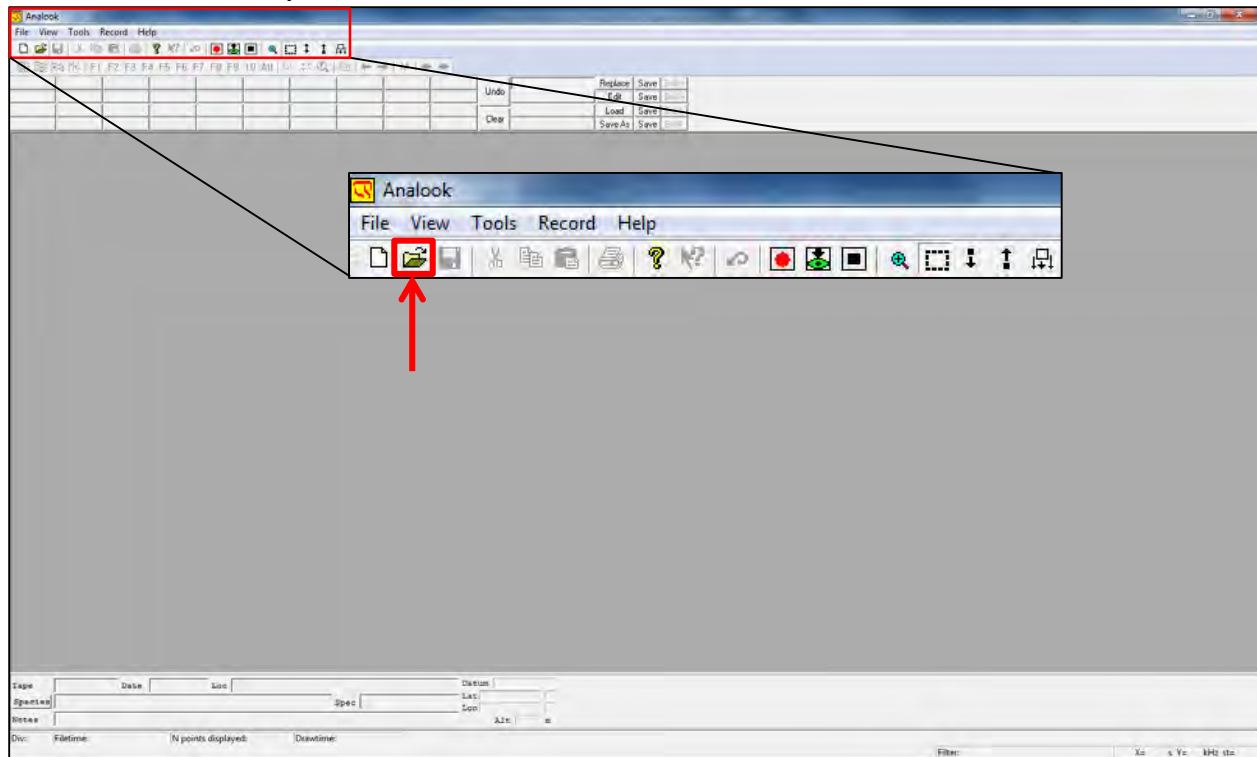 Analook
File View Tools Record Help
F1 F2 F3 F4 F5 F6 F7 F8 F9 10 All
Undo Replace Save
Edit Save
Clear Load Save
Save As Save
Analook
File View Tools Record Help
Tape Date Loc Datum
Species Spec Lat
Lon
Notes Alt m
Div: Filetime: N points displayed: Drawtime:
Filter: X= s Y= kHz st=